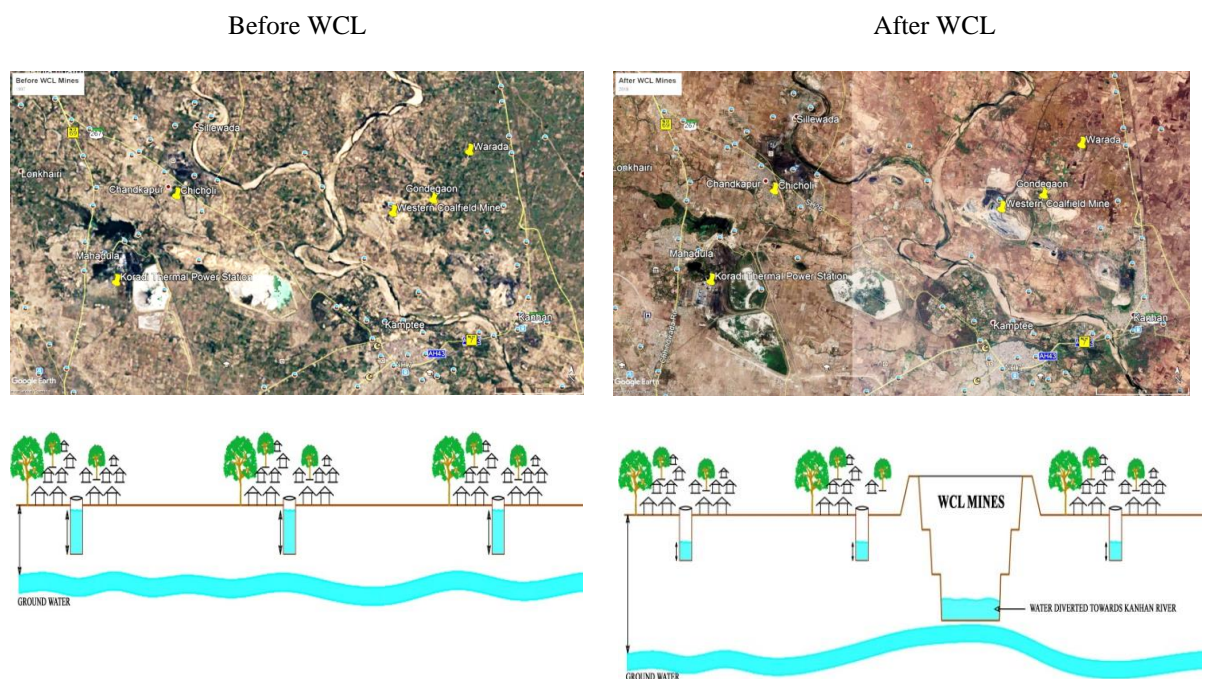 Before WCL
After WCL
Before WCL Mines
Sillewada
Warada
Lonkhairi
Chandkapur
Chicholi
Gondegaon
Western Coalfield Mine
Mahadula
Koradi Thermal Power Station
Kamptee
Kanhan
AH43
Google Earth
After WCL Mines
Sillewada
Warada
Lonkhairi
Chandkapur
Chicholi
Gondegaon
Western Coalfield Mine
Mahadula
Koradi Thermal Power Station
Kamptee
Kanhan
AH43
Google Earth
GROUND WATER
WCL MINES
WATER DIVERTED TOWARDS KANHAN RIVER
GROUND WATER